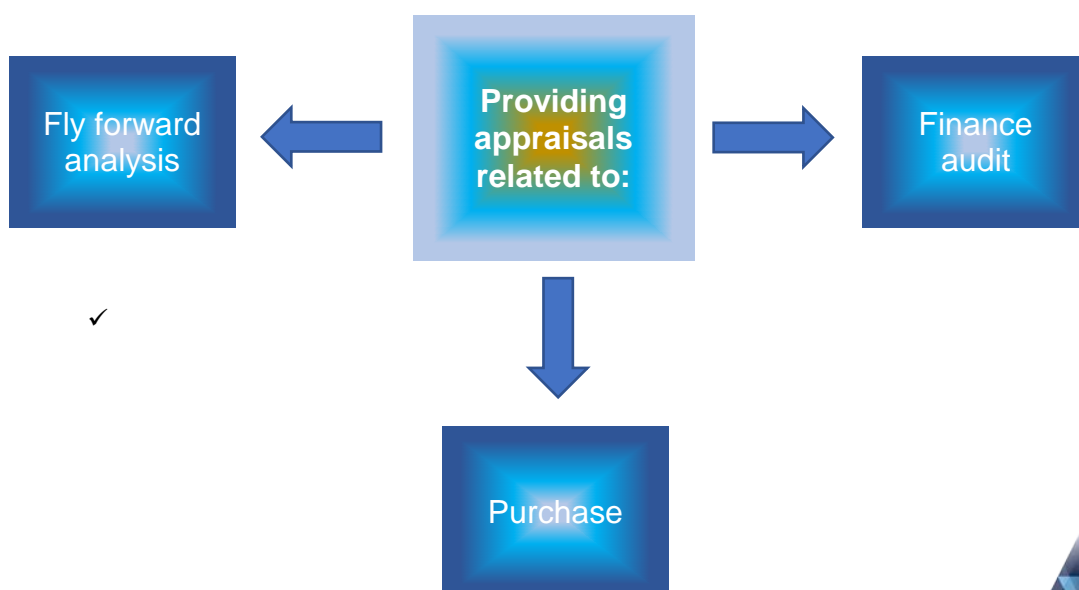 Providing
appraisals
related to:
Fly forward
analysis
Finance
audit
✓
Purchase